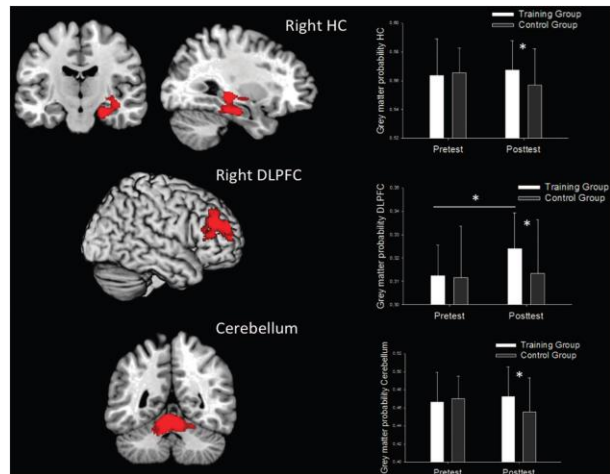 Right HC
Grey matter probability HC
Training Group
Control Group
*
Pretest
Posttest
Right DLPFC
Grey matter probability DLPFC
Training Group
Control Group
*
*
Pretest
Posttest
Cerebellum
Grey matter probability Cerebellum
Training Group
Control Group
*
Pretest
Posttest